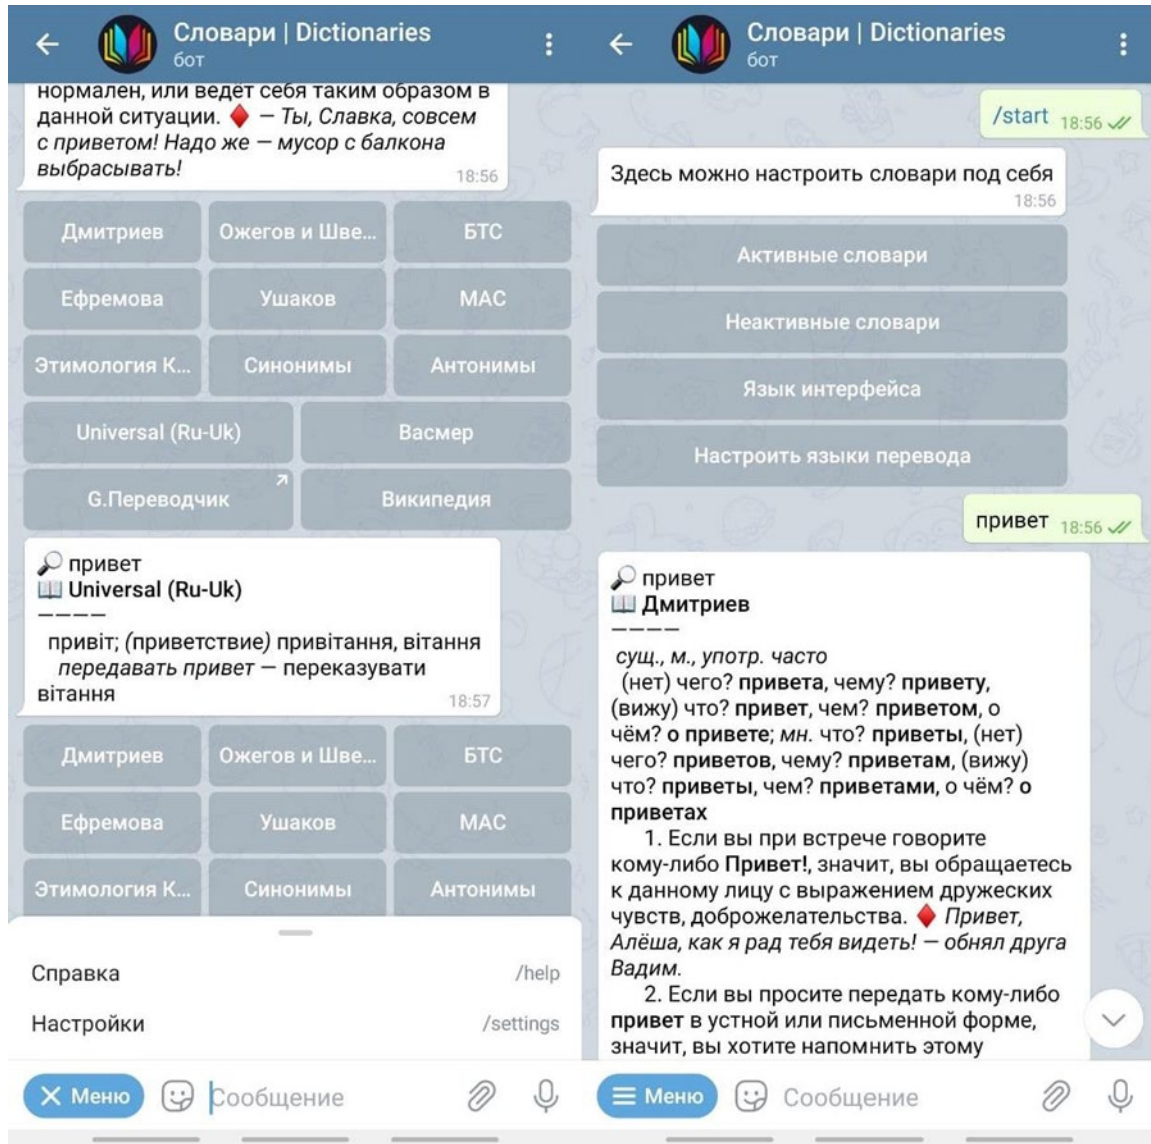 Словари | Dictionaries
бот
нормален, или ведёт себя таким образом в
данной ситуации. ♦ — Ты, Славка, совсем
с приветом! Надо же — мусор с балкона
выбрасывать!
18:56
Дмитриев Ожегов и Шве... БТС
Ефремова Ушаков МАС
Этимология К... Синонимы Антонимы
Universal (Ru-Uk) Васмер
G.Переводчик Википедия
привет
Universal (Ru-Uk)
————
привіт; (приветствие) привітання, вітання
передавать привет — переказувати
вітання
18:57
Дмитриев Ожегов и Шве... БТС
Ефремова Ушаков МАС
Этимология К... Синонимы Антонимы
Справка /help
Настройки /settings
Меню Сообщение
Словари | Dictionaries
бот
/start 18:56
Здесь можно настроить словари под себя
18:56
Активные словари
Неактивные словари
Язык интерфейса
Настроить языки перевода
привет 18:56
привет
Дмитриев
————
сущ., м., употр. часто
(нет) чего? привета, чему? привету,
(вижу) что? привет, чем? приветом, о
чём? о привете; мн. что? приветы, (нет)
чего? приветов, чему? приветам, (вижу)
что? приветы, чем? приветами, о чём? о
приветах
1. Если вы при встрече говорите
кому-либо Привет!, значит, вы обращаетесь
к данному лицу с выражением дружеских
чувств, доброжелательства. ♦ Привет,
Алёша, как я рад тебя видеть! — обнял друга
Вадим.
2. Если вы просите передать кому-либо
привет в устной или письменной форме,
значит, вы хотите напомнить этому
Меню Сообщение